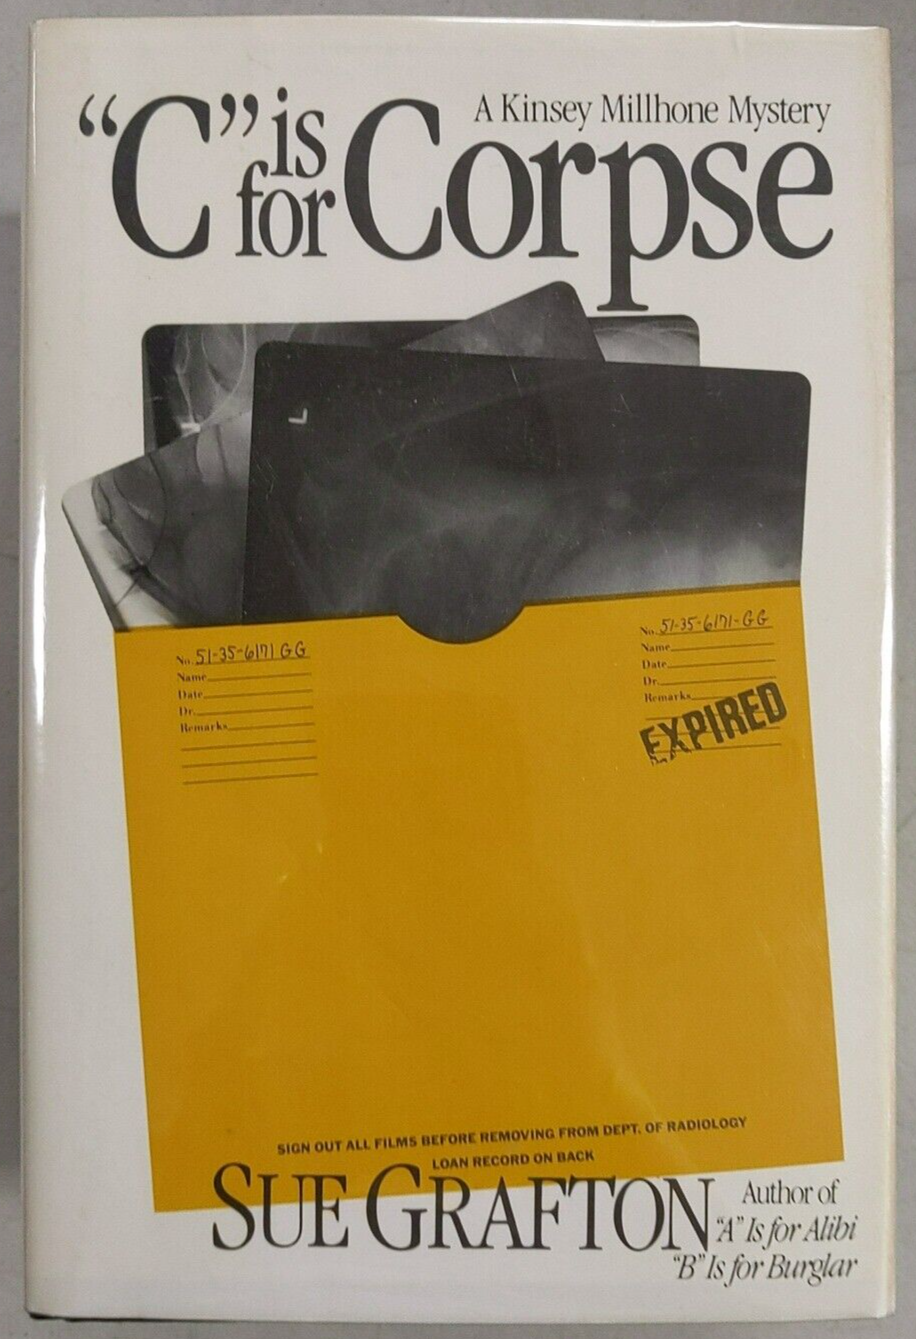 A Kinsey Millhone Mystery
“C” is for Corpse
L
No. 51-35-6171 GG
Name
Date
Dr.
Remarks
No. 51-35-6171-GG
Name
Date
Dr.
Remarks
EXPIRED
SIGN OUT ALL FILMS BEFORE REMOVING FROM DEPT. OF RADIOLOGY
LOAN RECORD ON BACK
SUE GRAFTON
Author of
“A” Is for Alibi
“B” Is for Burglar